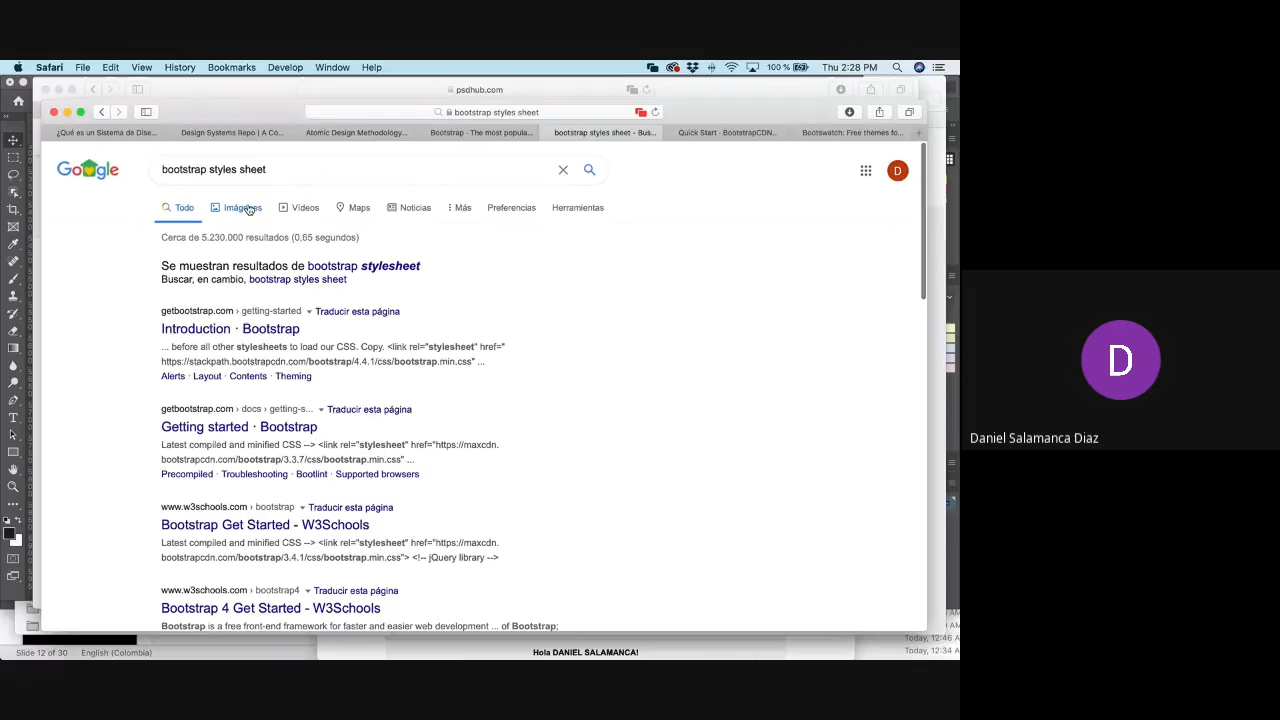 Safari File Edit View History Bookmarks Develop Window Help 100 % Thu 2:28 PM
psdhub.com
bootstrap styles sheet
¿Qué es un Sistema de Dise... Design Systems Repo | A Co... Atomic Design Methodology... Bootstrap · The most popula... bootstrap styles sheet - Bus... Quick Start · BootstrapCDN... Bootswatch: Free themes fo...
Google bootstrap styles sheet D
Todo Imágenes Vídeos Maps Noticias Más Preferencias Herramientas
Cerca de 5.230.000 resultados (0,65 segundos)
Se muestran resultados de bootstrap stylesheet
Buscar, en cambio, bootstrap styles sheet
getbootstrap.com › getting-started Traducir esta página
Introduction · Bootstrap
... before all other stylesheets to load our CSS. Copy. <link rel="stylesheet" href="
https://stackpath.bootstrapcdn.com/bootstrap/4.4.1/css/bootstrap.min.css" ...
Alerts · Layout · Contents · Theming
getbootstrap.com › docs › getting-s... Traducir esta página
Getting started · Bootstrap
Latest compiled and minified CSS --> <link rel="stylesheet" href="https://maxcdn.
bootstrapcdn.com/bootstrap/3.3.7/css/bootstrap.min.css" ...
Precompiled · Troubleshooting · Bootlint · Supported browsers
www.w3schools.com › bootstrap Traducir esta página
Bootstrap Get Started - W3Schools
Latest compiled and minified CSS --> <link rel="stylesheet" href="https://maxcdn.
bootstrapcdn.com/bootstrap/3.4.1/css/bootstrap.min.css"> <!-- jQuery library -->
www.w3schools.com › bootstrap4 Traducir esta página
Bootstrap 4 Get Started - W3Schools
Bootstrap is a free front-end framework for faster and easier web development ... of Bootstrap;
Today, 12:46
Today, 12:34 AM
Slide 12 of 30 English (Colombia)
Hola DANIEL SALAMANCA!
D
Daniel Salamanca Diaz